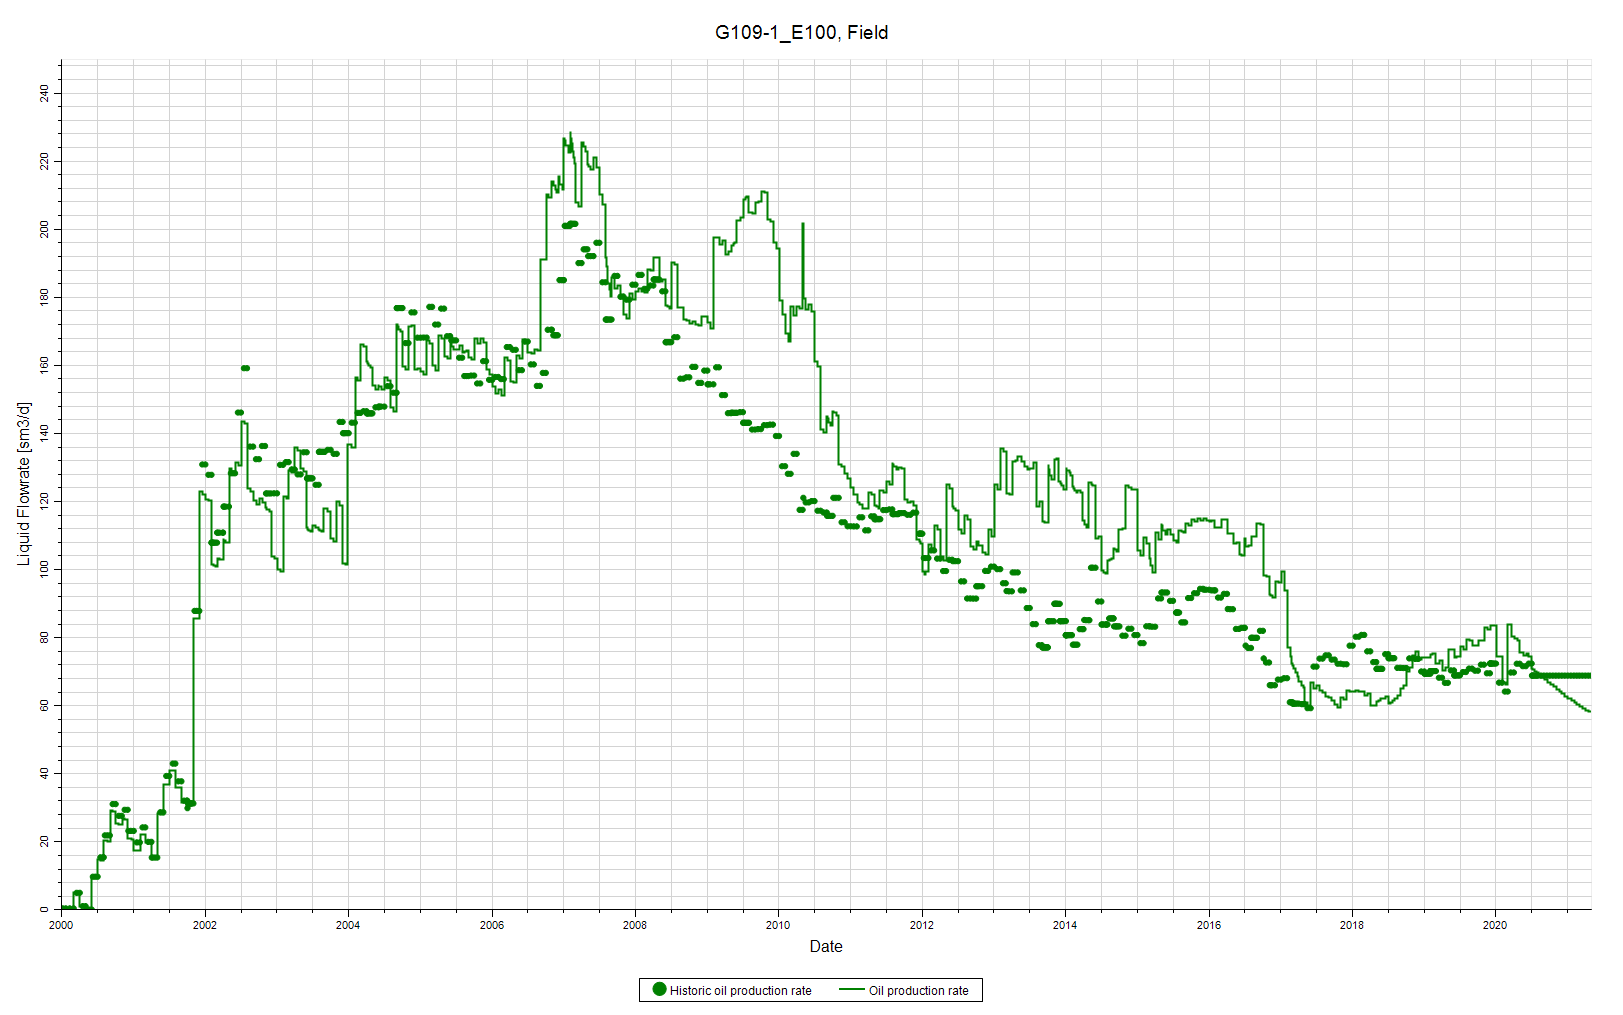 G109-1_E100, Field
Liquid Flowrate [sm3/d]
240
220
200
180
160
140
120
100
80
60
40
20
0
2000 2002 2004 2006 2008 2010 2012 2014 2016 2018 2020
Date
Historic oil production rate Oil production rate